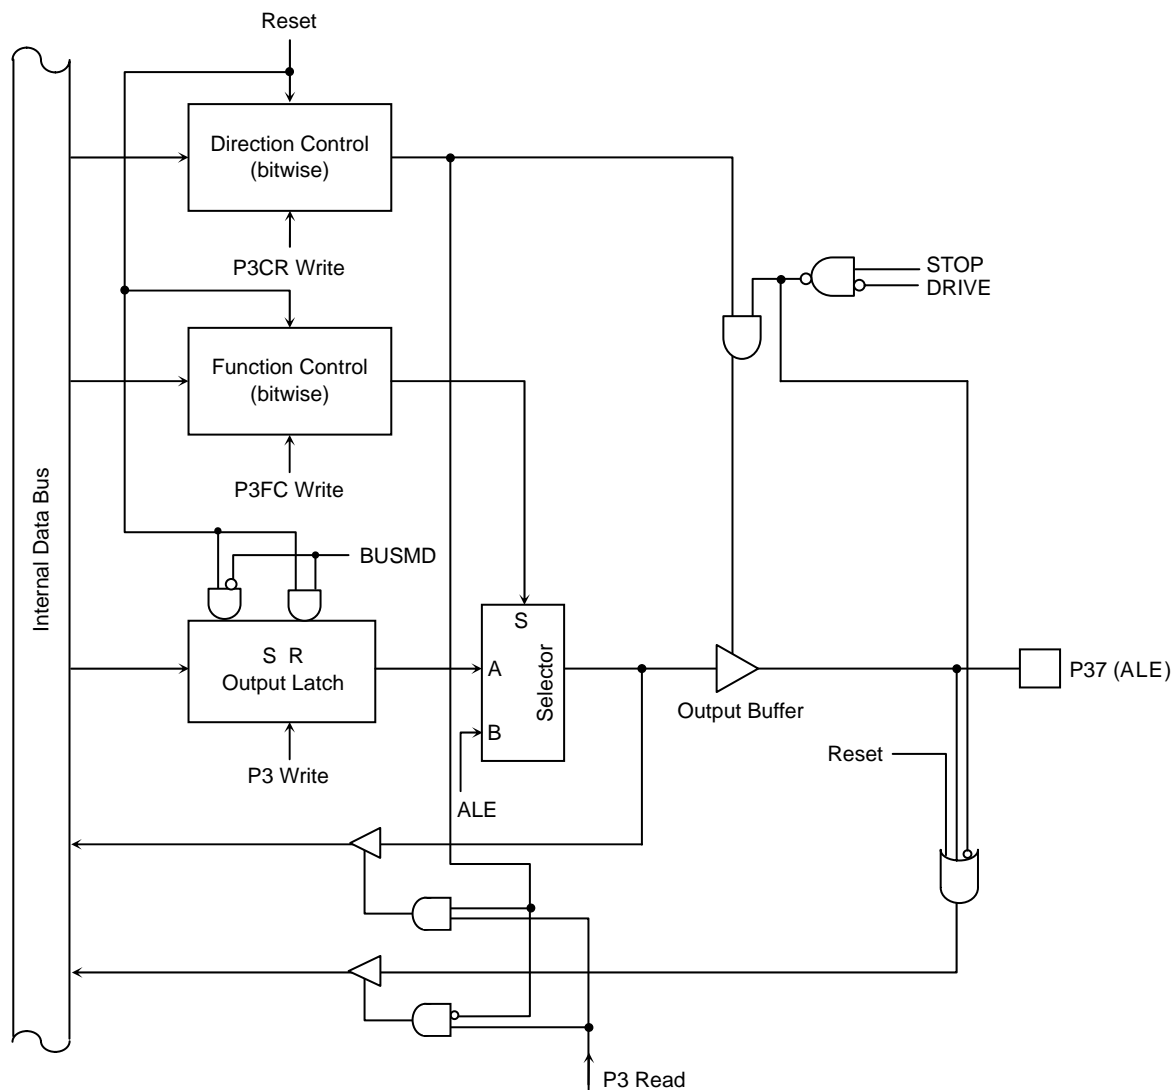 Reset
Direction Control
(bitwise)
P3CR Write
STOP
DRIVE
Function Control
(bitwise)
P3FC Write
Internal Data Bus
BUSMD
S R
Output Latch
P3 Write
S
A
B
Selector
ALE
Output Buffer
P37 (ALE)
Reset
P3 Read